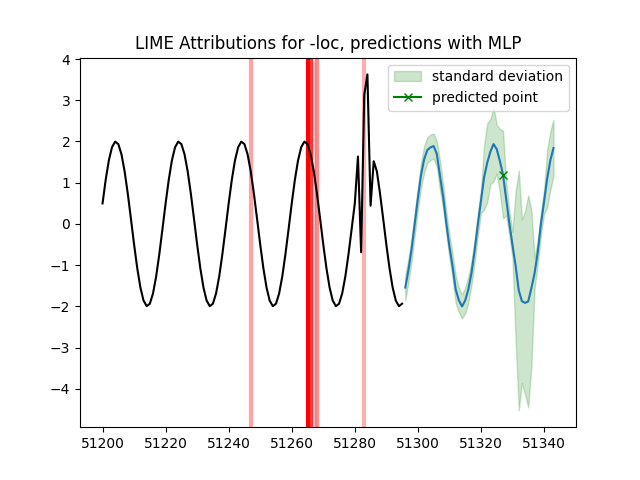 LIME Attributions for -loc, predictions with MLP
standard deviation
predicted point
4
3
2
1
0
−1
−2
−3
−4
51200 51220 51240 51260 51280 51300 51320 51340